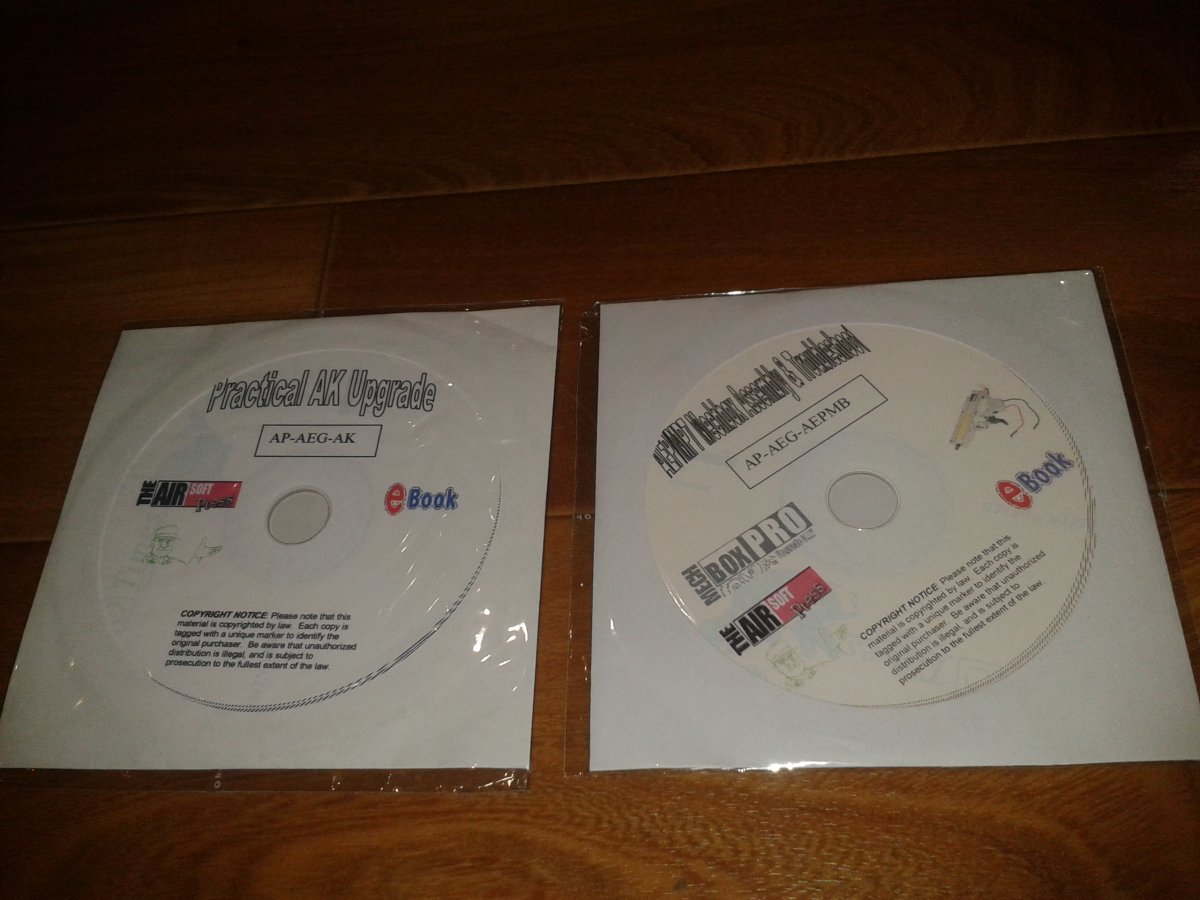 Practical AK Upgrade
AP-AEG-AK
THE AIR SOFT Press
eBook
COPYRIGHT NOTICE: Please note that this
material is copyrighted by law. Each copy is
tagged with a unique marker to identify the
original purchaser. Be aware that unauthorized
distribution is illegal, and is subject to
prosecution to the fullest extent of the law.
Mechbox Assembly & Troubleshoot
AP-AEG-AEPMB
eBook
MECH BOX PRO
THE AIR SOFT Press
COPYRIGHT NOTICE: Please note that this
material is copyrighted by law. Each copy is
tagged with a unique marker to identify the
original purchaser. Be aware that unauthorized
distribution is illegal, and is subject to
prosecution to the fullest extent of the law.